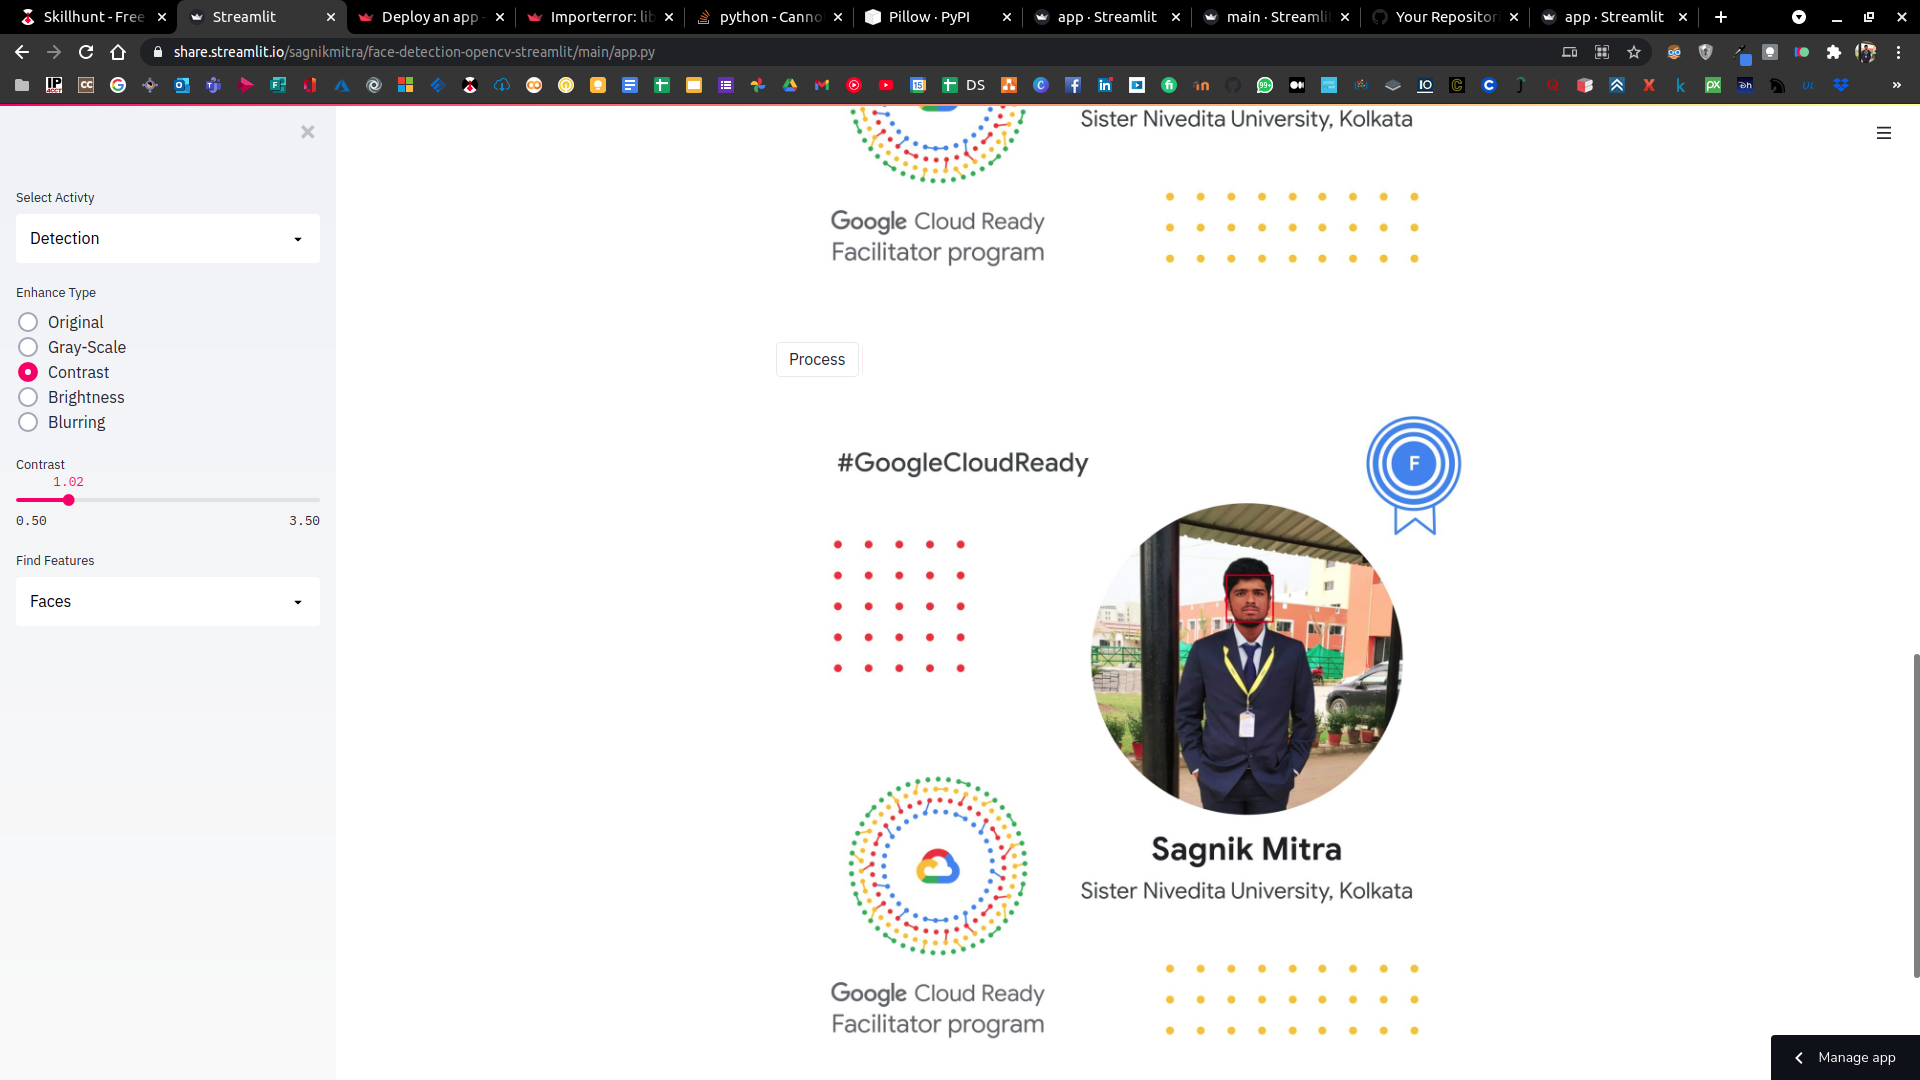 Skillhunt - Free
Streamlit
Deploy an app -
Importerror: lib
python - Canno
Pillow · PyPI
app · Streamlit
main · Streamlit
Your Repositor
app · Streamlit
share.streamlit.io/sagnikmitra/face-detection-opencv-streamlit/main/app.py
DS
Sister Nivedita University, Kolkata
Google Cloud Ready
Facilitator program
Select Activty
Detection
Enhance Type
Original
Gray-Scale
Contrast
Brightness
Blurring
Contrast
1.02
0.50 3.50
Find Features
Faces
Process
#GoogleCloudReady
F
Sagnik Mitra
Sister Nivedita University, Kolkata
Google Cloud Ready
Facilitator program
Manage app